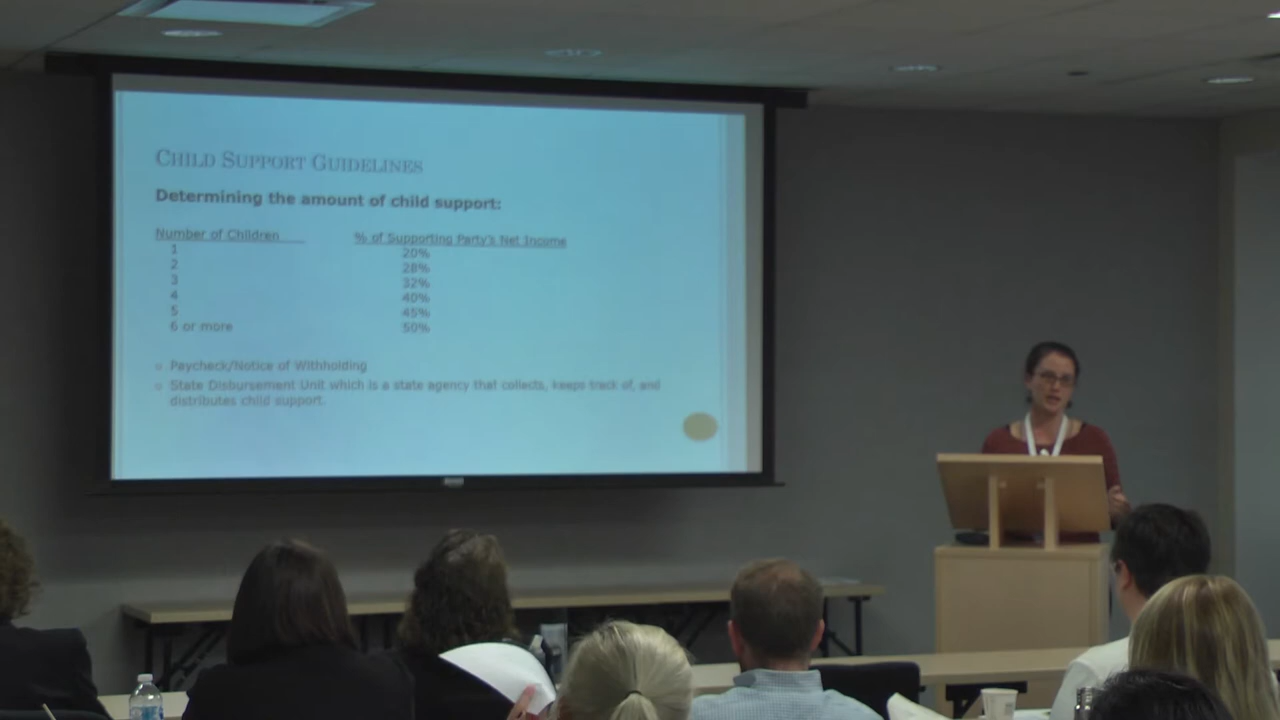 CHILD SUPPORT GUIDELINES
Determining the amount of child support:
Number of Children % of Supporting Party's Net Income
1 20%
2 28%
3 32%
4 40%
5 45%
6 or more 50%
Paycheck/Notice of Withholding
State Disbursement Unit which is a state agency that collects, keeps track of, and
distributes child support.